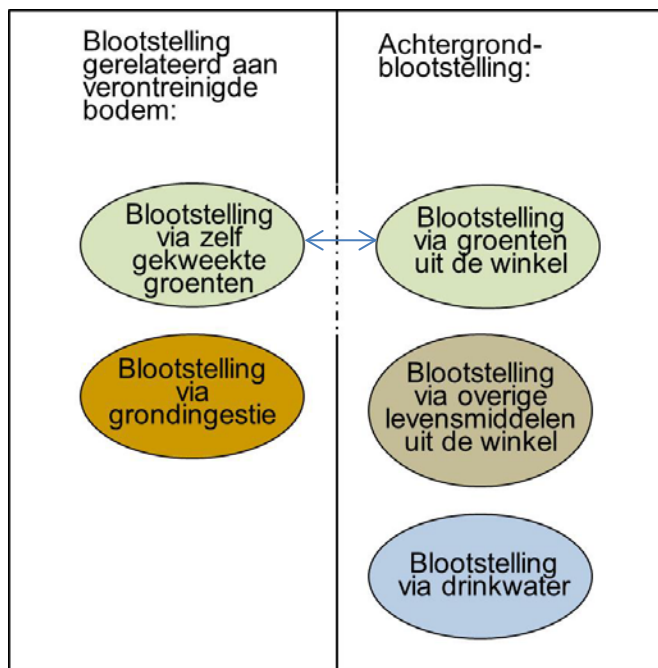 Blootstelling
gerelateerd aan
verontreinigde
bodem:
Achtergrond-
blootstelling:
Blootstelling
via zelf
gekweekte
groenten
Blootstelling
via groenten
uit de winkel
Blootstelling
via
grondingestie
Blootstelling
via overige
levensmiddelen
uit de winkel
Blootstelling
via drinkwater